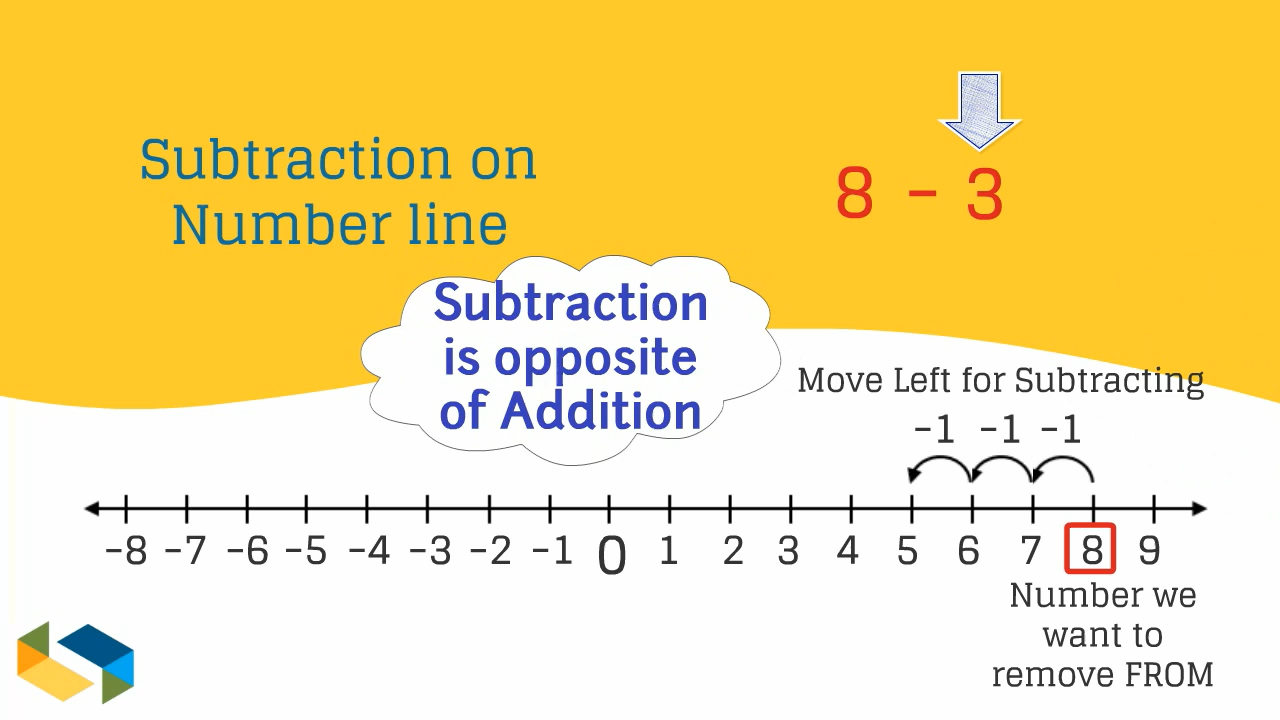 Subtraction on
Number line
8 - 3
Subtraction
is opposite
of Addition
Move Left for Subtracting
-1 -1 -1
-8 -7 -6 -5 -4 -3 -2 -1 0 1 2 3 4 5 6 7 8 9
Number we
want to
remove FROM